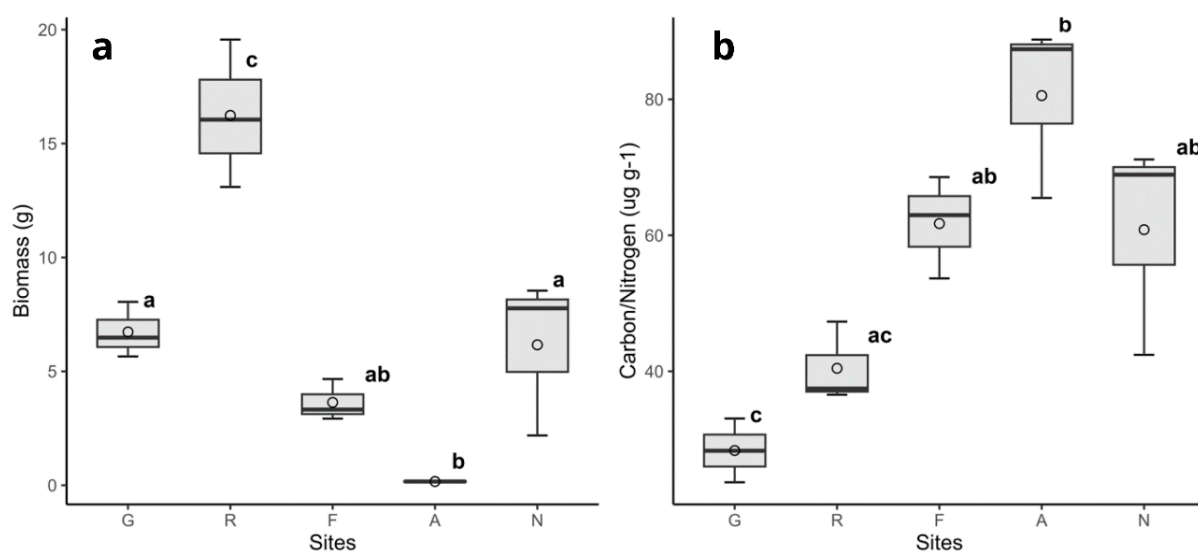 a
Biomass (g)
20
15
10
5
0
a
c
ab
b
a
G R F A N
Sites
b
Carbon/Nitrogen (ug g-1)
80
60
40
c
ac
ab
b
ab
G R F A N
Sites